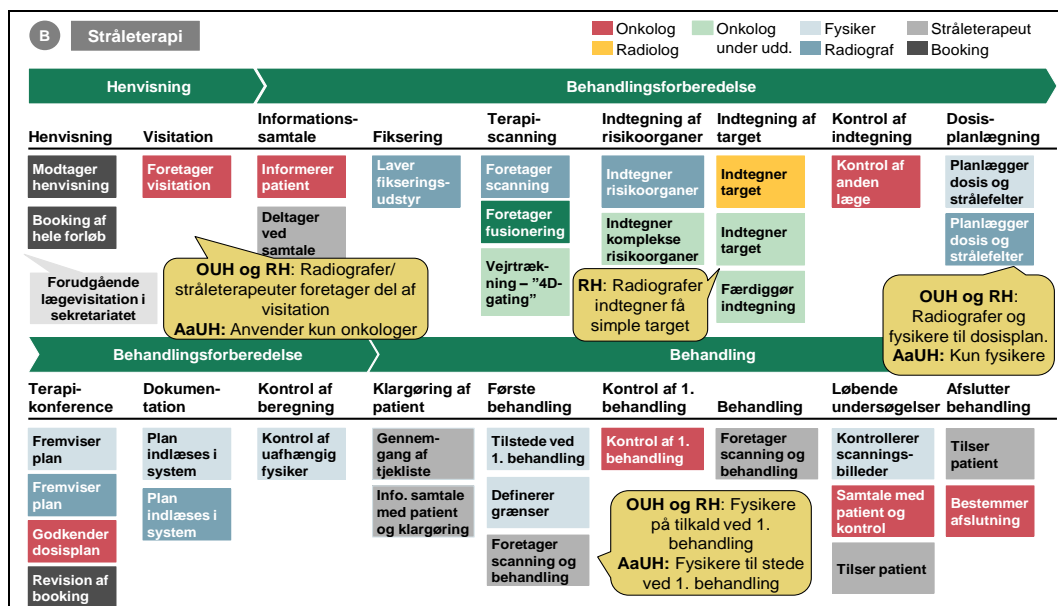 B
Stråleterapi
Onkolog
Radiolog
Onkolog
under udd.
Fysiker
Radiograf
Stråleterapeut
Booking
Henvisning
Behandlingsforberedelse
Henvisning
Visitation
Informations-
samtale
Fiksering
Terapi-
scanning
Indtegning af
risikoorganer
Indtegning af
target
Kontrol af
indtegning
Dosis-
planlægning
Modtager
henvisning
Booking af
hele forløb
Forudgående
lægevisitation i
sekretariatet
Foretager
visitation
Informerer
patient
Deltager
ved
samtale
OUH og RH: Radiografer/
stråleterapeuter foretager del af
visitation
AaUH: Anvender kun onkologer
Laver
fikserings-
udstyr
Foretager
scanning
Foretager
fusionering
Vejrtræk-
ning – "4D-
gating"
Indtegner
risikoorganer
Indtegner
komplekse
risikoorganer
RH: Radiografer
indtegner få
simple target
Indtegner
target
Indtegner
target
Færdiggør
indtegning
Kontrol af
anden
læge
Planlægger
dosis og
strålefelter
Planlægger
dosis og
strålefelter
OUH og RH:
Radiografer og
fysikere til dosisplan.
AaUH: Kun fysikere
Behandlingsforberedelse
Behandling
Terapi-
konference
Dokumen-
tation
Kontrol af
beregning
Klargøring af
patient
Første
behandling
Kontrol af 1.
behandling
Behandling
Løbende
undersøgelser
Afslutter
behandling
Fremviser
plan
Fremviser
plan
Godkender
dosisplan
Revision af
booking
Plan
indlæses i
system
Plan
indlæses i
system
Kontrol af
uafhængig
fysiker
Gennem-
gang af
tjekliste
Info. samtale
med patient
og klargøring
Tilstede ved
1. behandling
Definerer
grænser
Foretager
scanning og
behandling
Kontrol af 1.
behandling
OUH og RH: Fysikere
på tilkald ved 1.
behandling
AaUH: Fysikere til stede
ved 1. behandling
Foretager
scanning og
behandling
Kontrollerer
scannings-
billeder
Samtale med
patient og
kontrol
Tilser patient
Tilser
patient
Bestemmer
afslutning